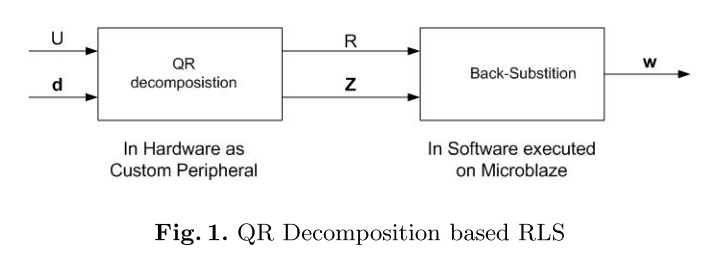 U
d
QR
decomposistion
R
Z
Back-Substition
w
In Hardware as
Custom Peripheral
In Software executed
on Microblaze
Fig. 1. QR Decomposition based RLS